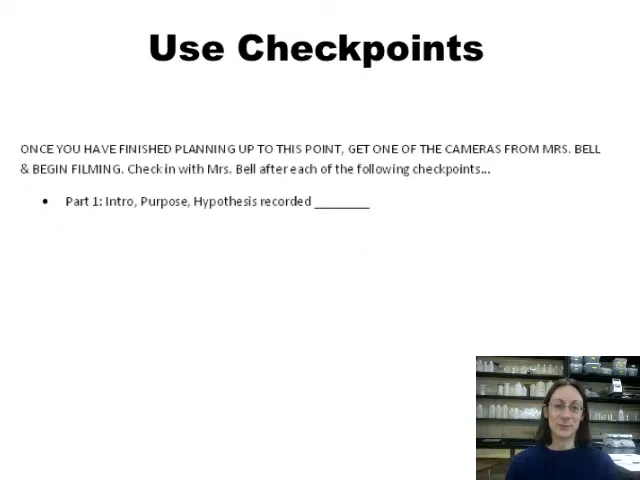 Use Checkpoints
ONCE YOU HAVE FINISHED PLANNING UP TO THIS POINT, GET ONE OF THE CAMERAS FROM MRS. BELL
& BEGIN FILMING. Check in with Mrs. Bell after each of the following checkpoints...
• Part 1: Intro, Purpose, Hypothesis recorded ________